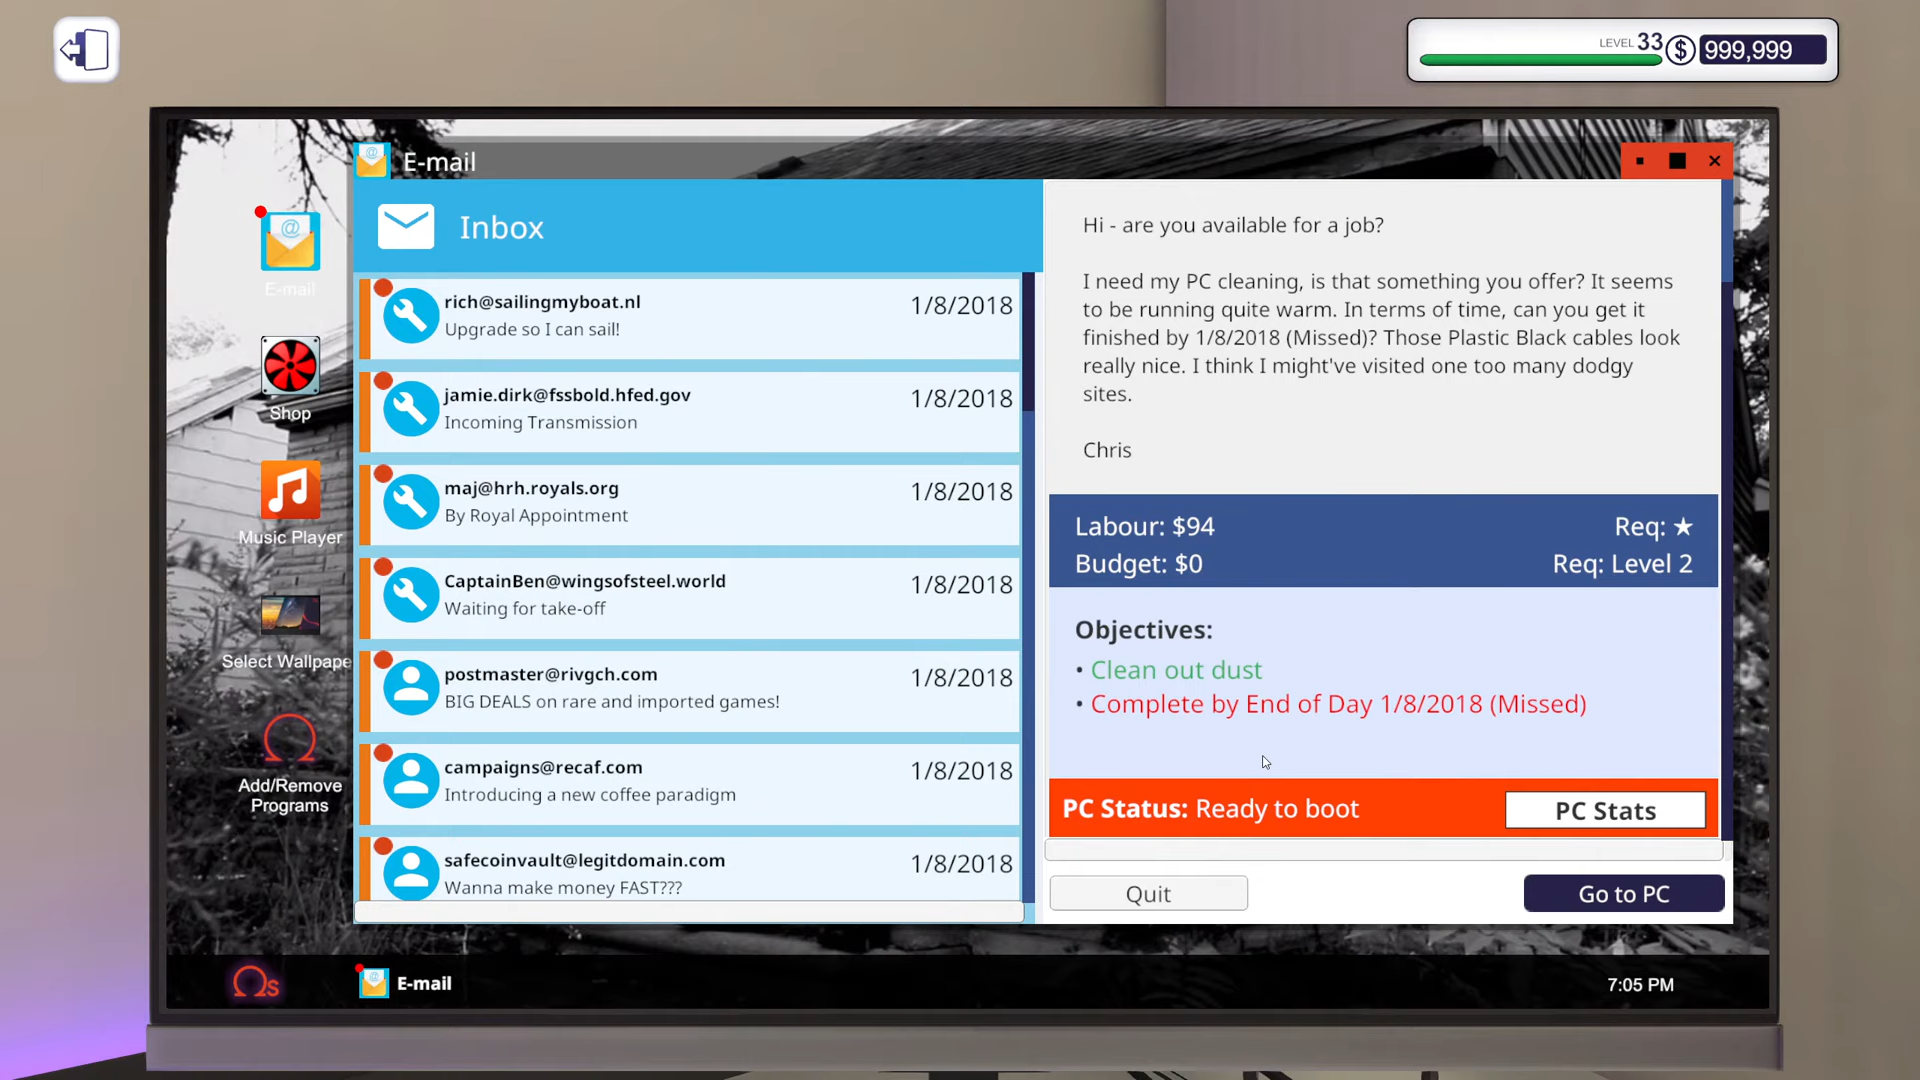 LEVEL 33
$ 999,999
E-mail
Inbox
rich@sailingmyboat.nl 1/8/2018
Upgrade so I can sail!
jamie.dirk@fssbold.hfed.gov 1/8/2018
Incoming Transmission
maj@hrh.royals.org 1/8/2018
By Royal Appointment
CaptainBen@wingsofsteel.world 1/8/2018
Waiting for take-off
postmaster@rivgch.com 1/8/2018
BIG DEALS on rare and imported games!
campaigns@recaf.com 1/8/2018
Introducing a new coffee paradigm
safecoinvault@legitdomain.com 1/8/2018
Wanna make money FAST???
Hi - are you available for a job?
I need my PC cleaning, is that something you offer? It seems
to be running quite warm. In terms of time, can you get it
finished by 1/8/2018 (Missed)? Those Plastic Black cables look
really nice. I think I might've visited one too many dodgy
sites.
Chris
Labour: $94 Req: ★
Budget: $0 Req: Level 2
Objectives:
• Clean out dust
• Complete by End of Day 1/8/2018 (Missed)
PC Status: Ready to boot PC Stats
Quit Go to PC
E-mail
Shop
Music Player
Select Wallpape
Add/Remove
Programs
Ωs
E-mail
7:05 PM